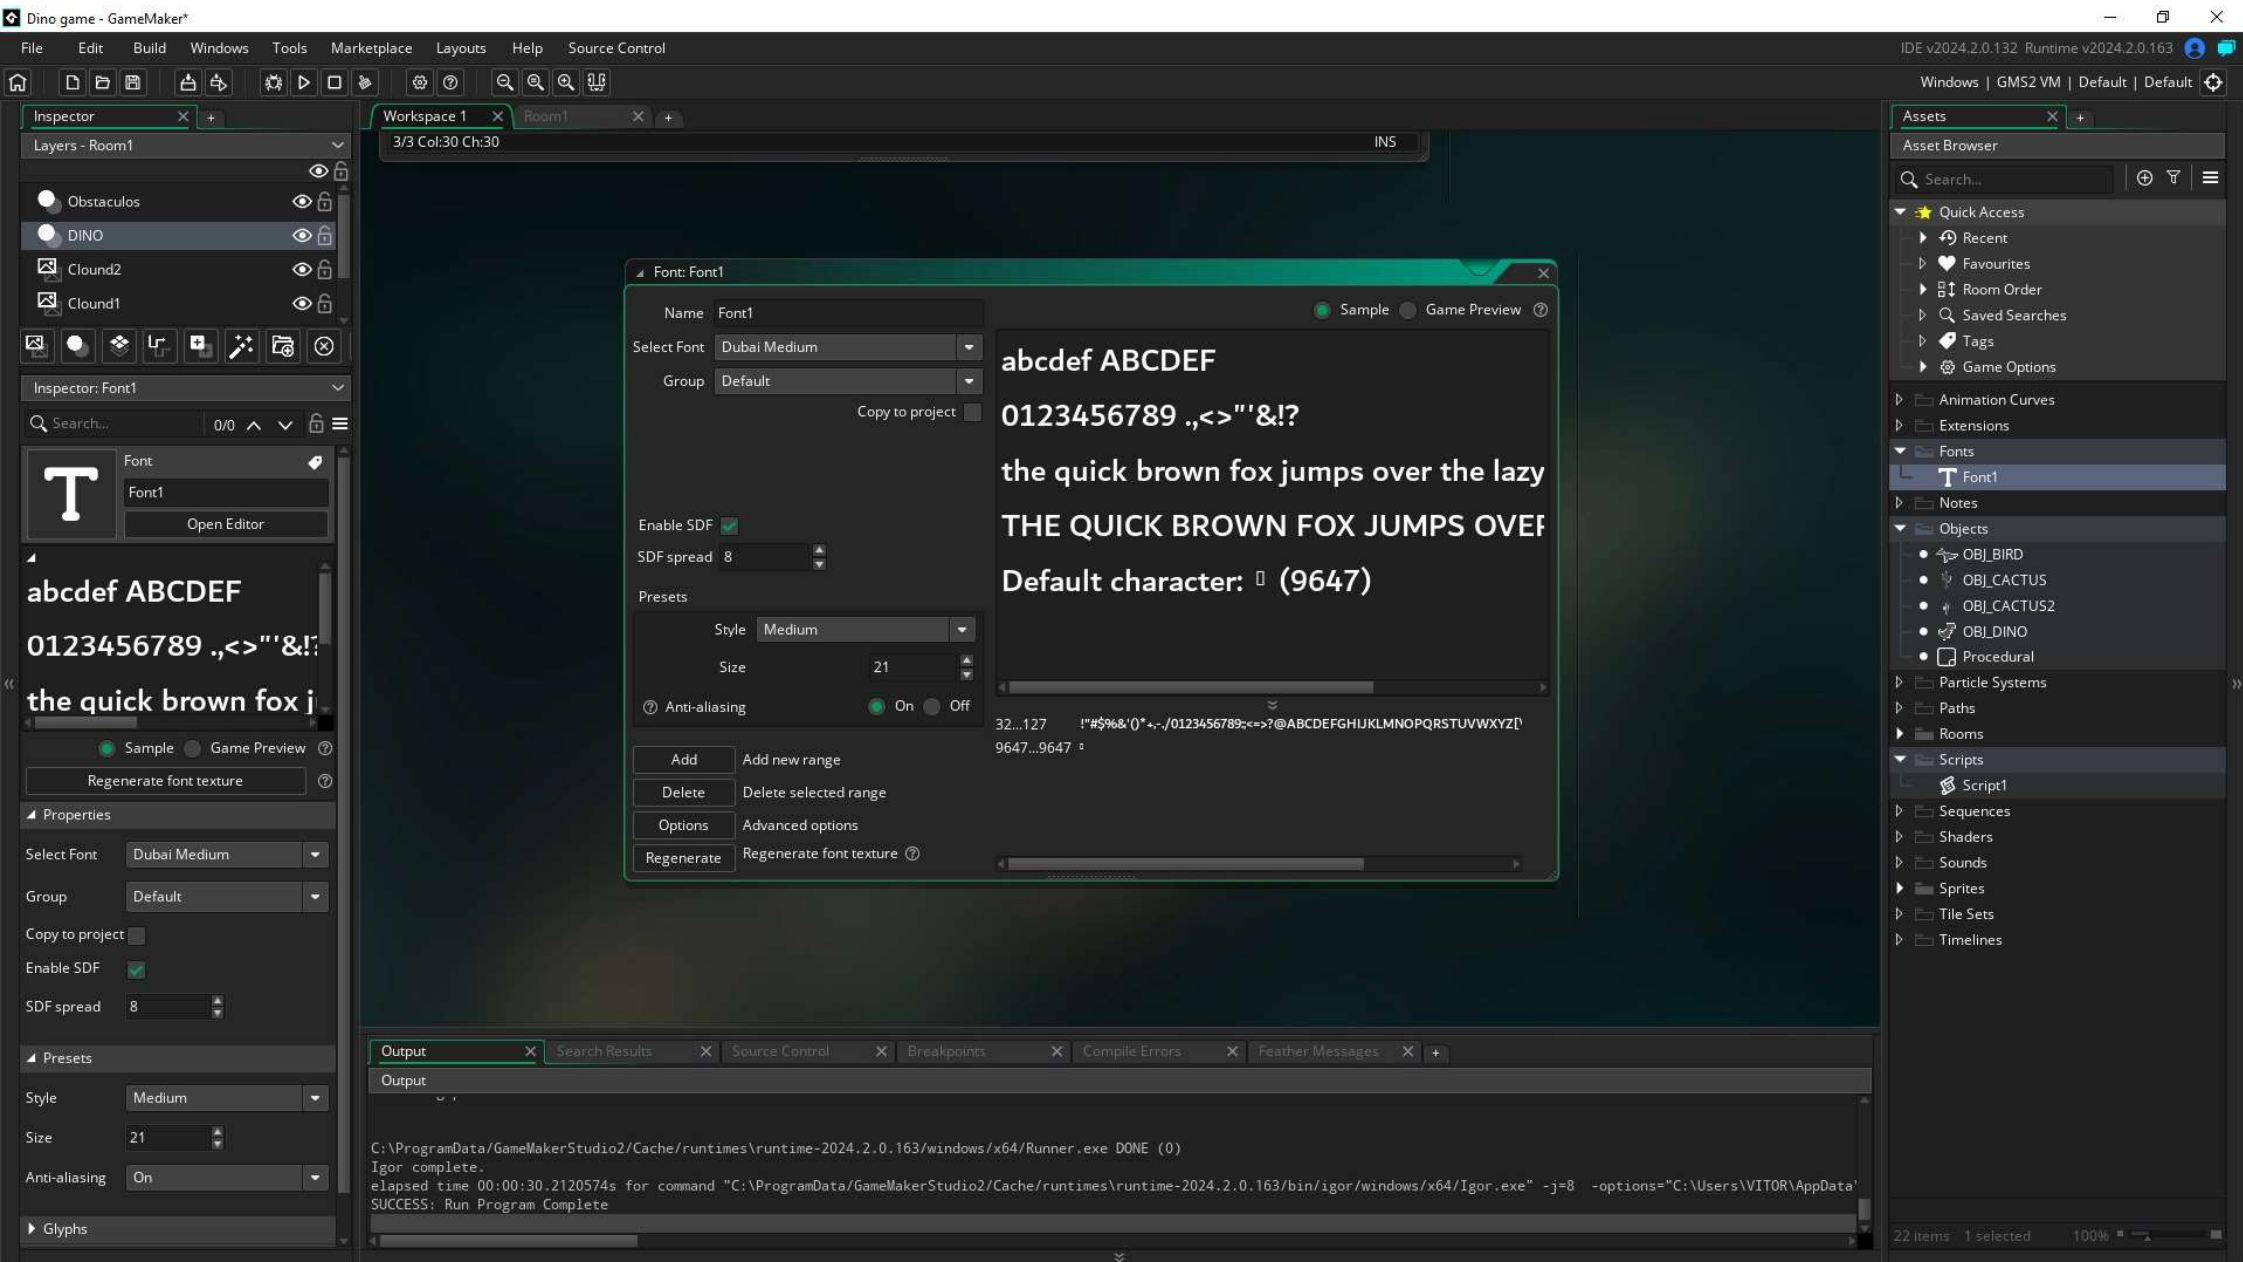 Dino game - GameMaker*
File Edit Build Windows Tools Marketplace Layouts Help Source Control
IDE v2024.2.0.132 Runtime v2024.2.0.163
Windows | GMS2 VM | Default | Default
Inspector
Layers - Room1
Obstaculos
DINO
Clound2
Clound1
Inspector: Font1
Search...
0/0
Font
Font1
Open Editor
abcdef ABCDEF
0123456789 .,<>"'&!?
the quick brown fox j
Sample Game Preview
Regenerate font texture
Properties
Select Font Dubai Medium
Group Default
Copy to project
Enable SDF
SDF spread 8
Presets
Style Medium
Size 21
Anti-aliasing On
Glyphs
Workspace 1 Room1
3/3 Col:30 Ch:30 INS
Font: Font1
Name Font1
Select Font Dubai Medium
Group Default
Copy to project
Enable SDF
SDF spread 8
Presets
Style Medium
Size 21
Anti-aliasing On Off
Add Add new range
Delete Delete selected range
Options Advanced options
Regenerate Regenerate font texture
Sample Game Preview
abcdef ABCDEF
0123456789 .,<>"'&!?
the quick brown fox jumps over the lazy
THE QUICK BROWN FOX JUMPS OVER
Default character: ▯ (9647)
32...127 !"#$%&'()*+,-./0123456789:;<=>?@ABCDEFGHIJKLMNOPQRSTUVWXYZ[\
9647...9647 ▯
Output Search Results Source Control Breakpoints Compile Errors Feather Messages
Output
C:\ProgramData/GameMakerStudio2/Cache/runtimes\runtime-2024.2.0.163/windows/x64/Runner.exe DONE (0)
Igor complete.
elapsed time 00:00:30.2120574s for command "C:\ProgramData/GameMakerStudio2/Cache/runtimes\runtime-2024.2.0.163/bin/igor/windows/x64/Igor.exe" -j=8 -options="C:\Users\VITOR\AppData\
SUCCESS: Run Program Complete
Assets
Asset Browser
Search...
Quick Access
Recent
Favourites
Room Order
Saved Searches
Tags
Game Options
Animation Curves
Extensions
Fonts
Font1
Notes
Objects
OBJ_BIRD
OBJ_CACTUS
OBJ_CACTUS2
OBJ_DINO
Procedural
Particle Systems
Paths
Rooms
Scripts
Script1
Sequences
Shaders
Sounds
Sprites
Tile Sets
Timelines
22 items 1 selected 100%